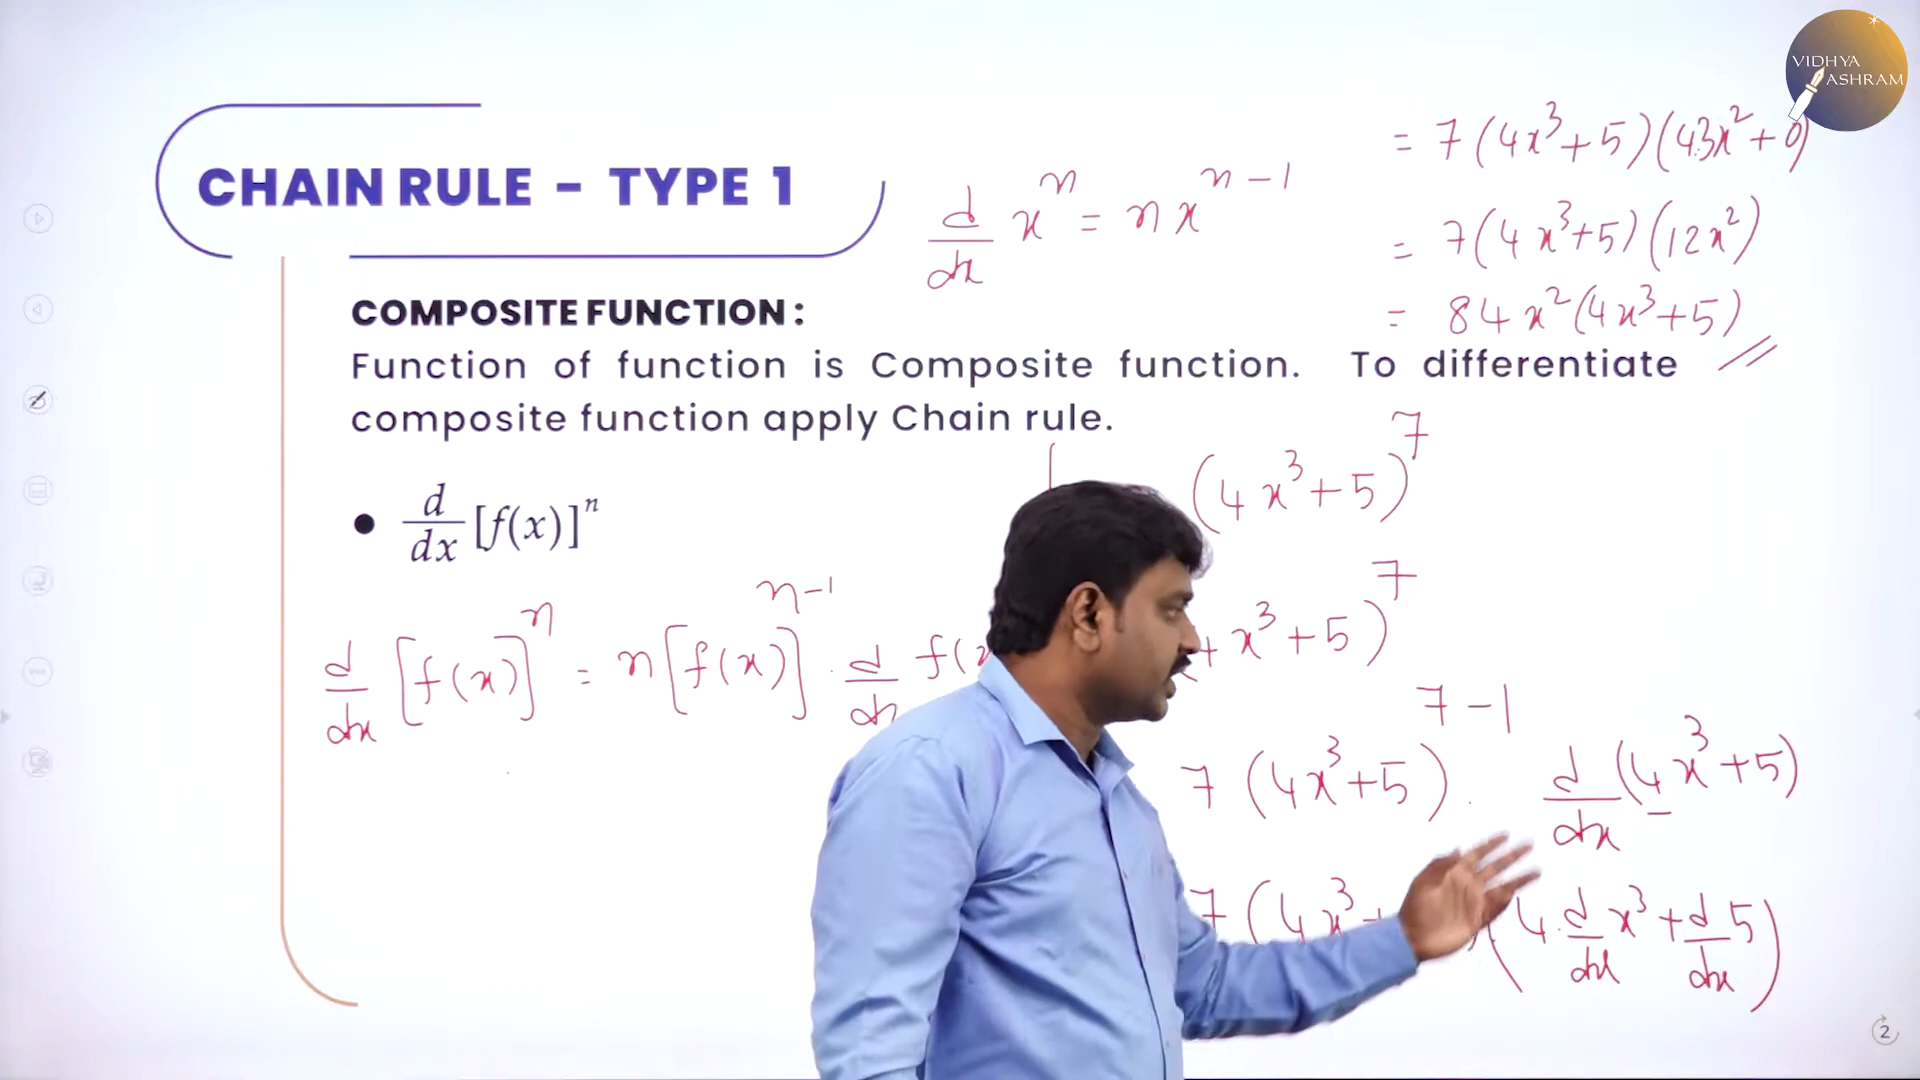 VIDHYA
ASHRAM
CHAIN RULE – TYPE 1
d/dx x^n = n x^(n-1)
= 7(4x³+5)(4.3x²+0)
= 7(4x³+5)(12x²)
= 84x²(4x³+5)
COMPOSITE FUNCTION :
Function of function is Composite function. To differentiate
composite function apply Chain rule.
(4x³+5)^7
• d/dx [f(x)]^n
+x³+5)^7
d/dx [f(x)]^n = n[f(x)]^(n-1) . d/dx f(
7(4x³+5)^(7-1) . d/dx (4x³+5)
7(4x³ (4.d/dx x³ + d/dx 5)
2